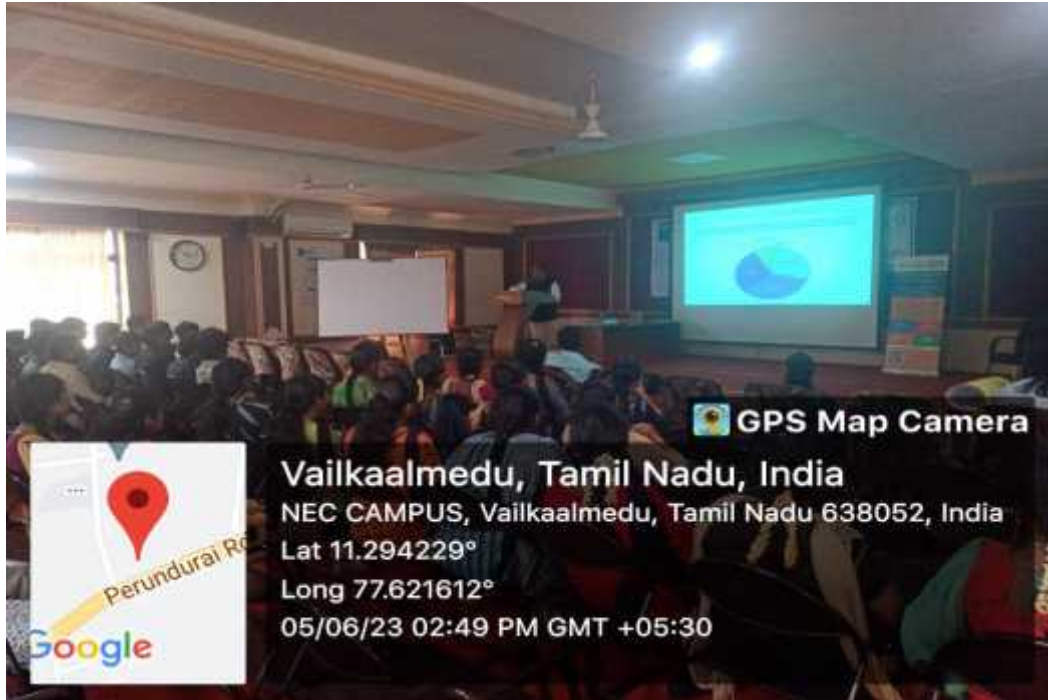 GPS Map Camera
Vailkaalmedu, Tamil Nadu, India
NEC CAMPUS, Vailkaalmedu, Tamil Nadu 638052, India
Lat 11.294229°
Long 77.621612°
05/06/23 02:49 PM GMT +05:30
Perundurai Ro
Google